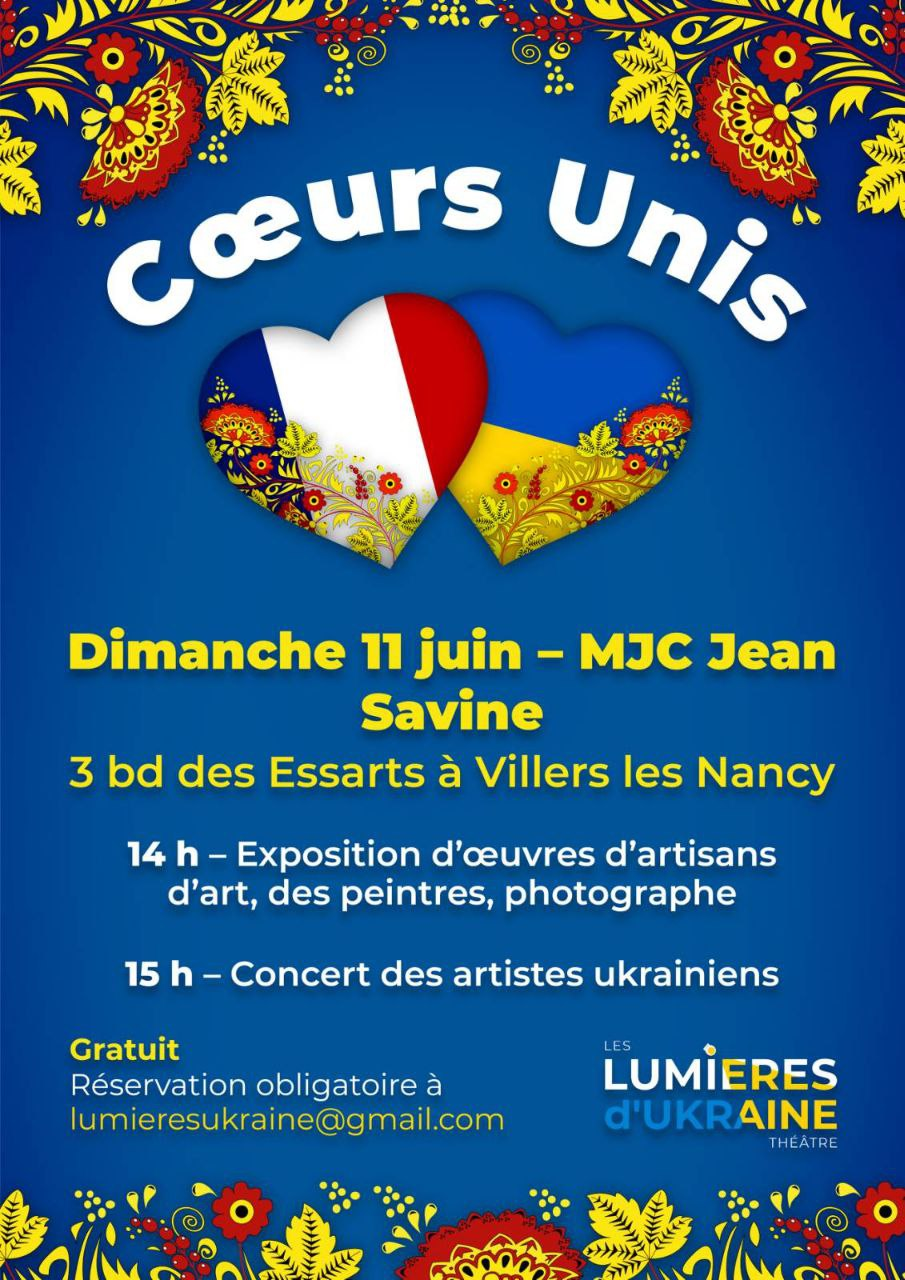 Cœurs Unis
Dimanche 11 juin – MJC Jean
Savine
3 bd des Essarts à Villers les Nancy
14 h – Exposition d'œuvres d'artisans
d'art, des peintres, photographe
15 h – Concert des artistes ukrainiens
Gratuit
Réservation obligatoire à
lumieresukraine@gmail.com
LES
LUMIERES
d'UKRAINE
THÉÂTRE